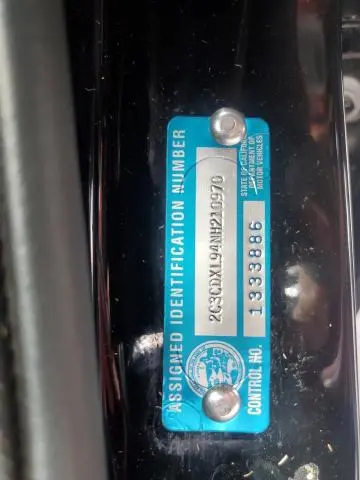 ASSIGNED IDENTIFICATION NUMBER
2C3CDXL94NH210970
STATE OF CALIFORNIA
DEPARTMENT OF
MOTOR VEHICLES
CONTROL NO. 1333886